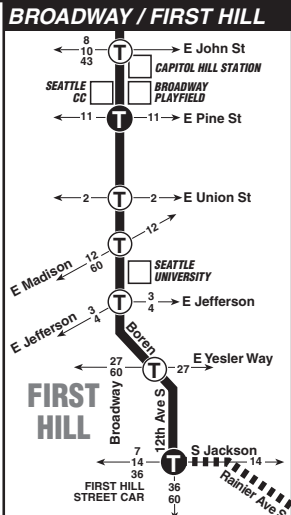 BROADWAY / FIRST HILL
8
10
43
T
E John St
CAPITOL HILL STATION
SEATTLE
CC
BROADWAY
PLAYFIELD
11
T
11
E Pine St
2
T
2
E Union St
12
T
E Madison
12
60
SEATTLE
UNIVERSITY
T
3
4
E Jefferson
E Jefferson
3
4
Boren
27
60
T
27
E Yesler Way
FIRST
HILL
Broadway
12th Ave S
7
14
36
T
S Jackson
14
FIRST HILL
STREET CAR
36
60
Rainier Ave S